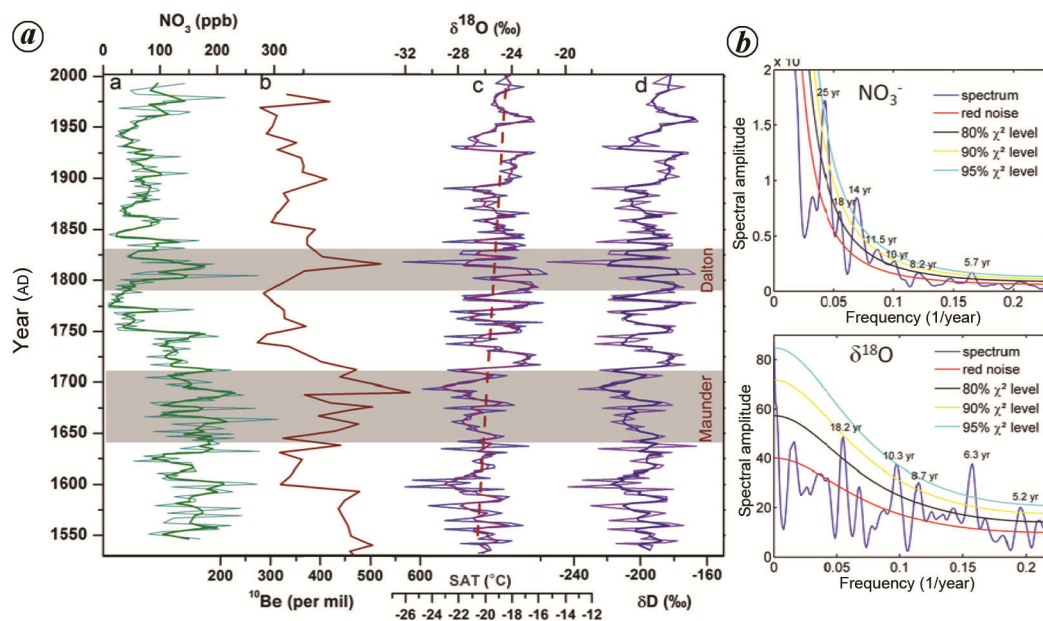 a
NO₃ (ppb)
δ¹⁸O (‰)
0 100 200 300 -32 -28 -26 -24 -22 -20 -18
a b c d
Year (AD)
2000
1950
1900
1850
1800
1750
1700
1650
1600
1550
Dalton
Maunder
200 200 300 400 500 600 -240 -200 -160
¹⁰Be (per mil)
SAT (°C)
δD (‰)
-26 -24 -22 -20 -18 -16 -14 -12
b
x 10
NO₃⁻
Spectral amplitude
2
1.5
1
0.5
0
25 yr
18 yr
14 yr
11.5 yr
10 yr
8.2 yr
5.7 yr
spectrum
red noise
80% χ² level
90% χ² level
95% χ² level
0 0.05 0.1 0.15 0.2
Frequency (1/year)
δ¹⁸O
Spectral amplitude
80
60
40
20
0
18.2 yr
10.3 yr
8.7 yr
6.3 yr
5.2 yr
spectrum
red noise
80% χ² level
90% χ² level
95% χ² level
0 0.05 0.1 0.15 0.2
Frequency (1/year)